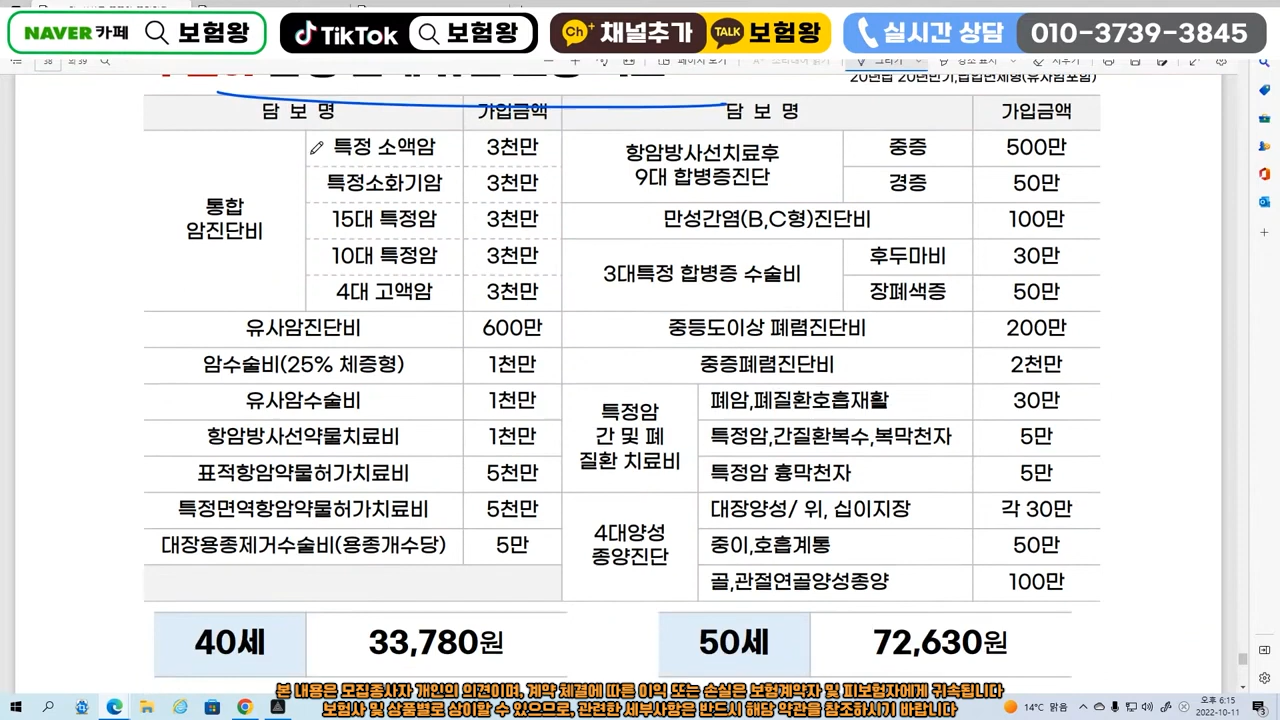 NAVER 카페 보험왕
TikTok 보험왕
Ch+ 채널추가 TALK 보험왕
실시간 상담 010-3739-3845
38
20년납 20년만기,납입면제형(유사암포함)
담 보 명 가입금액 담 보 명 가입금액
통합
암진단비
특정 소액암 3천만
특정소화기암 3천만
15대 특정암 3천만
10대 특정암 3천만
4대 고액암 3천만
유사암진단비 600만
암수술비(25% 체증형) 1천만
유사암수술비 1천만
항암방사선약물치료비 1천만
표적항암약물허가치료비 5천만
특정면역항암약물허가치료비 5천만
대장용종제거수술비(용종개수당) 5만
항암방사선치료후
9대 합병증진단
중증 500만
경증 50만
만성간염(B,C형)진단비 100만
3대특정 합병증 수술비
후두마비 30만
장폐색증 50만
중등도이상 폐렴진단비 200만
중증폐렴진단비 2천만
특정암
간 및 폐
질환 치료비
폐암,폐질환호흡재활 30만
특정암,간질환복수,복막천자 5만
특정암 흉막천자 5만
4대양성
종양진단
대장양성/ 위, 십이지장 각 30만
중이,호흡계통 50만
골,관절연골양성종양 100만
40세 33,780원 50세 72,630원
본 내용은 모집종사자 개인의 의견이며, 계약 체결에 따른 이익 또는 손실은 보험계약자 및 피보험자에게 귀속됩니다
보험사 및 상품별로 상이할 수 있으므로, 관련한 세부사항은 반드시 해당 약관을 참조하시기 바랍니다
14°C 맑음
오후 6:15
2022-10-11